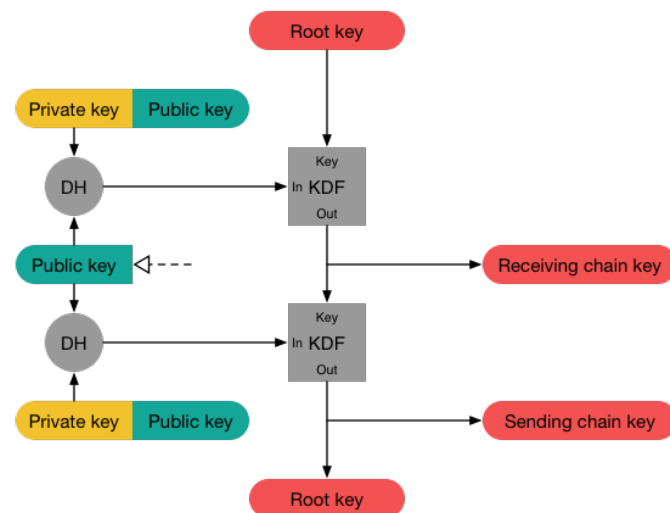 Root key
Private key Public key
Key
DH In KDF
Out
Public key Receiving chain key
Key
DH In KDF
Out
Private key Public key Sending chain key
Root key